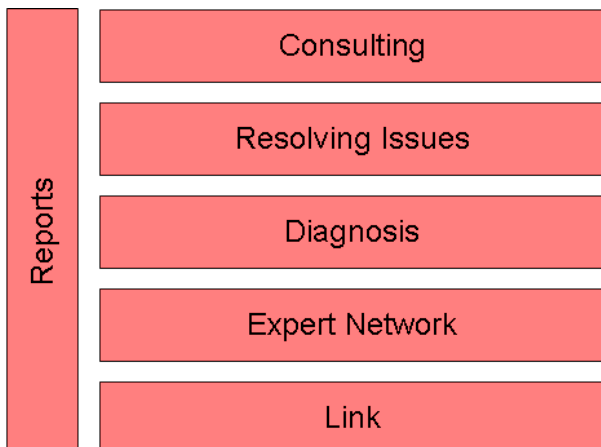 Reports
Consulting
Resolving Issues
Diagnosis
Expert Network
Link